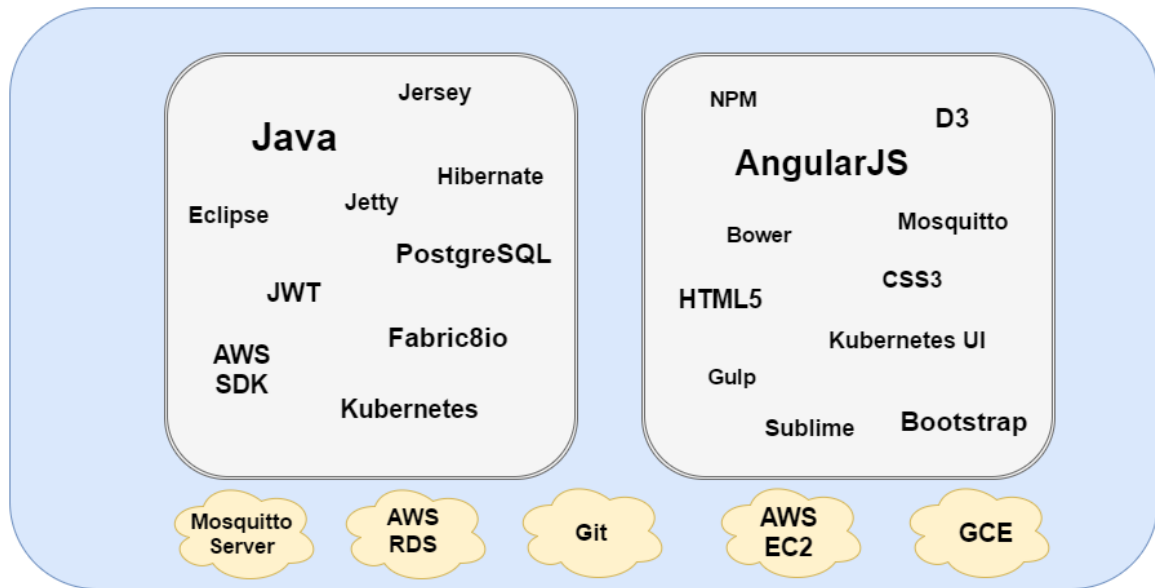 Jersey
Java
Hibernate
Jetty
Eclipse
PostgreSQL
JWT
Fabric8io
AWS
SDK
Kubernetes
NPM
D3
AngularJS
Mosquitto
Bower
CSS3
HTML5
Kubernetes UI
Gulp
Bootstrap
Sublime
Mosquitto
Server
AWS
RDS
Git
AWS
EC2
GCE